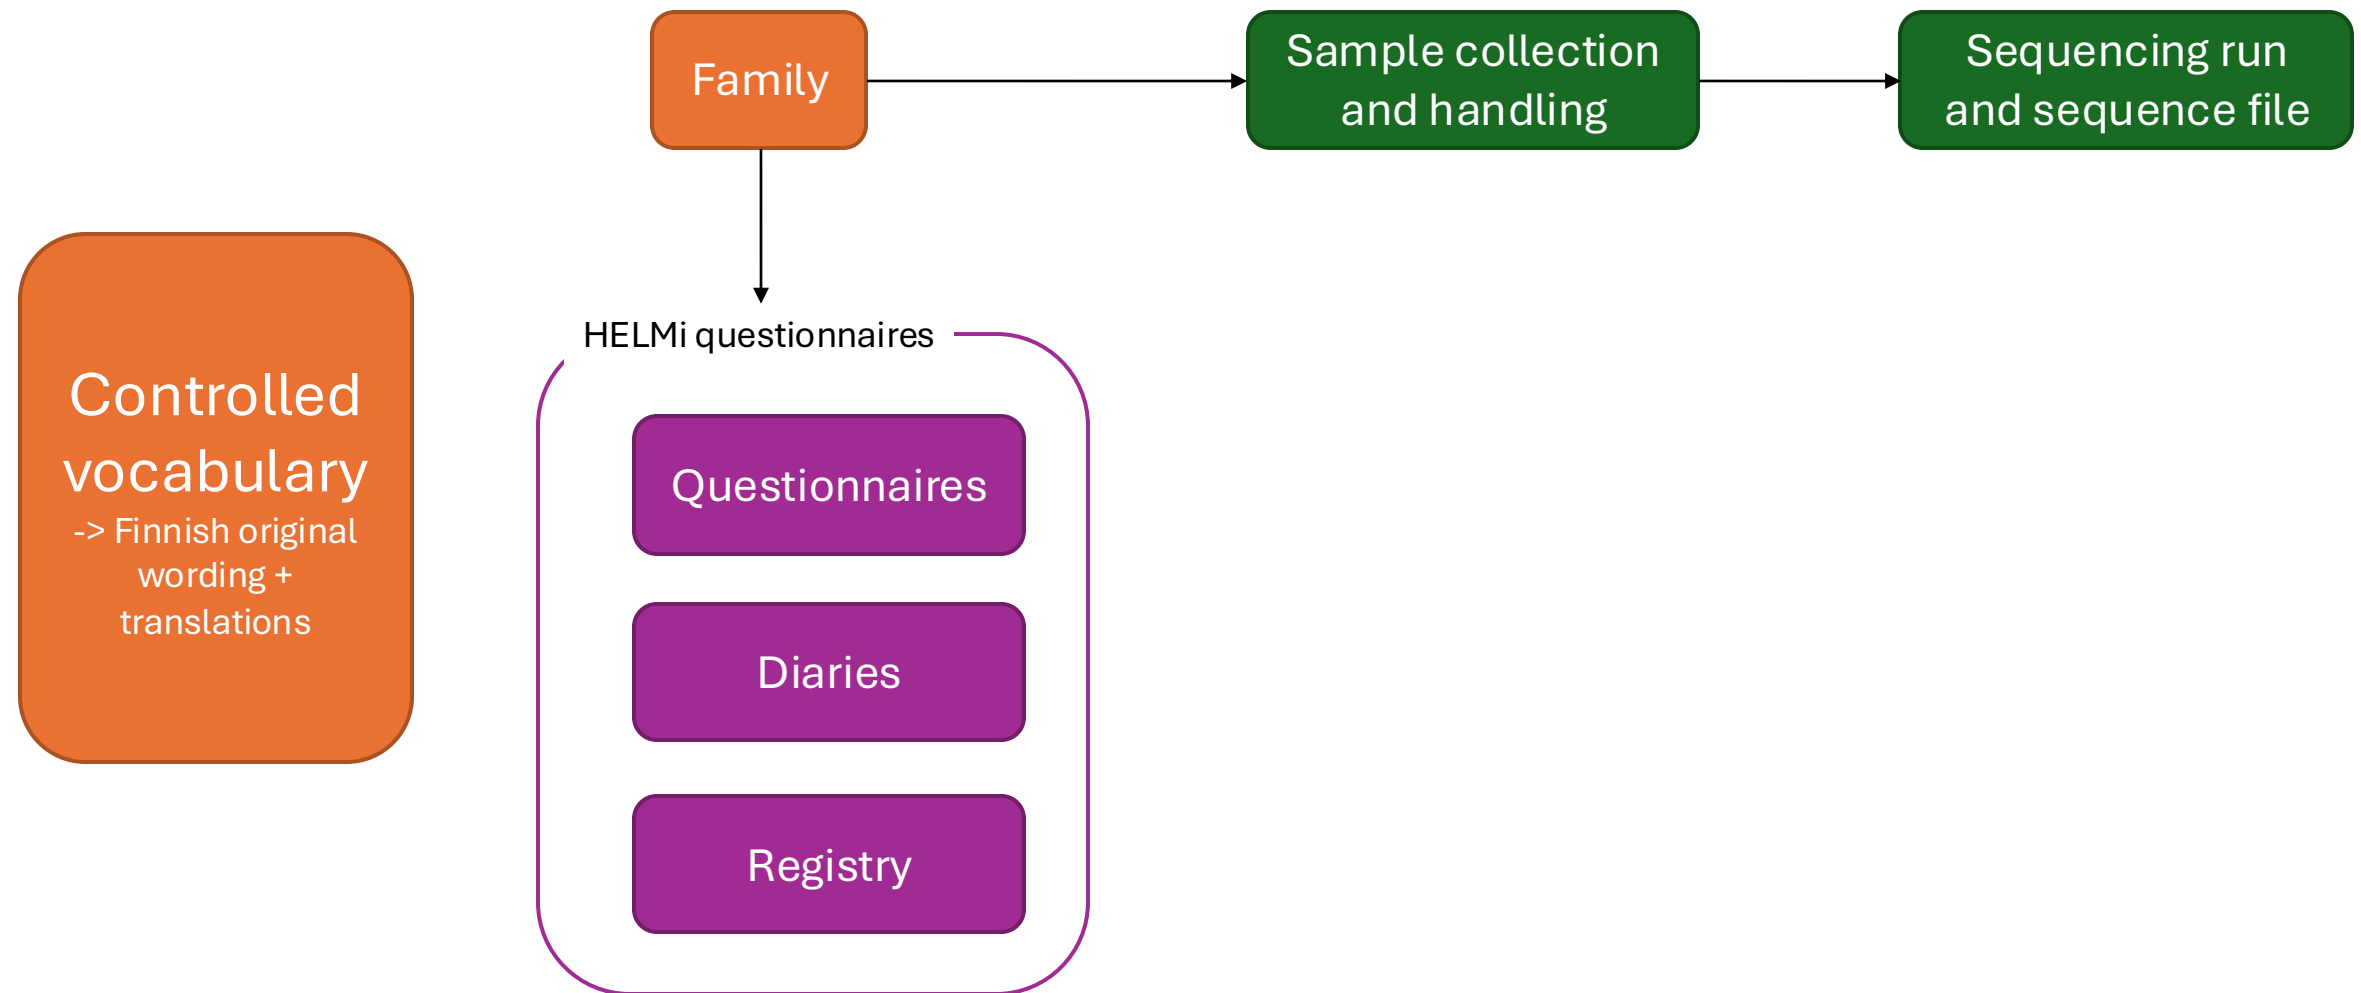 Family
Sample collection
and handling
Sequencing run
and sequence file
Controlled
vocabulary
-> Finnish original
wording +
translations
HELMi questionnaires
Questionnaires
Diaries
Registry